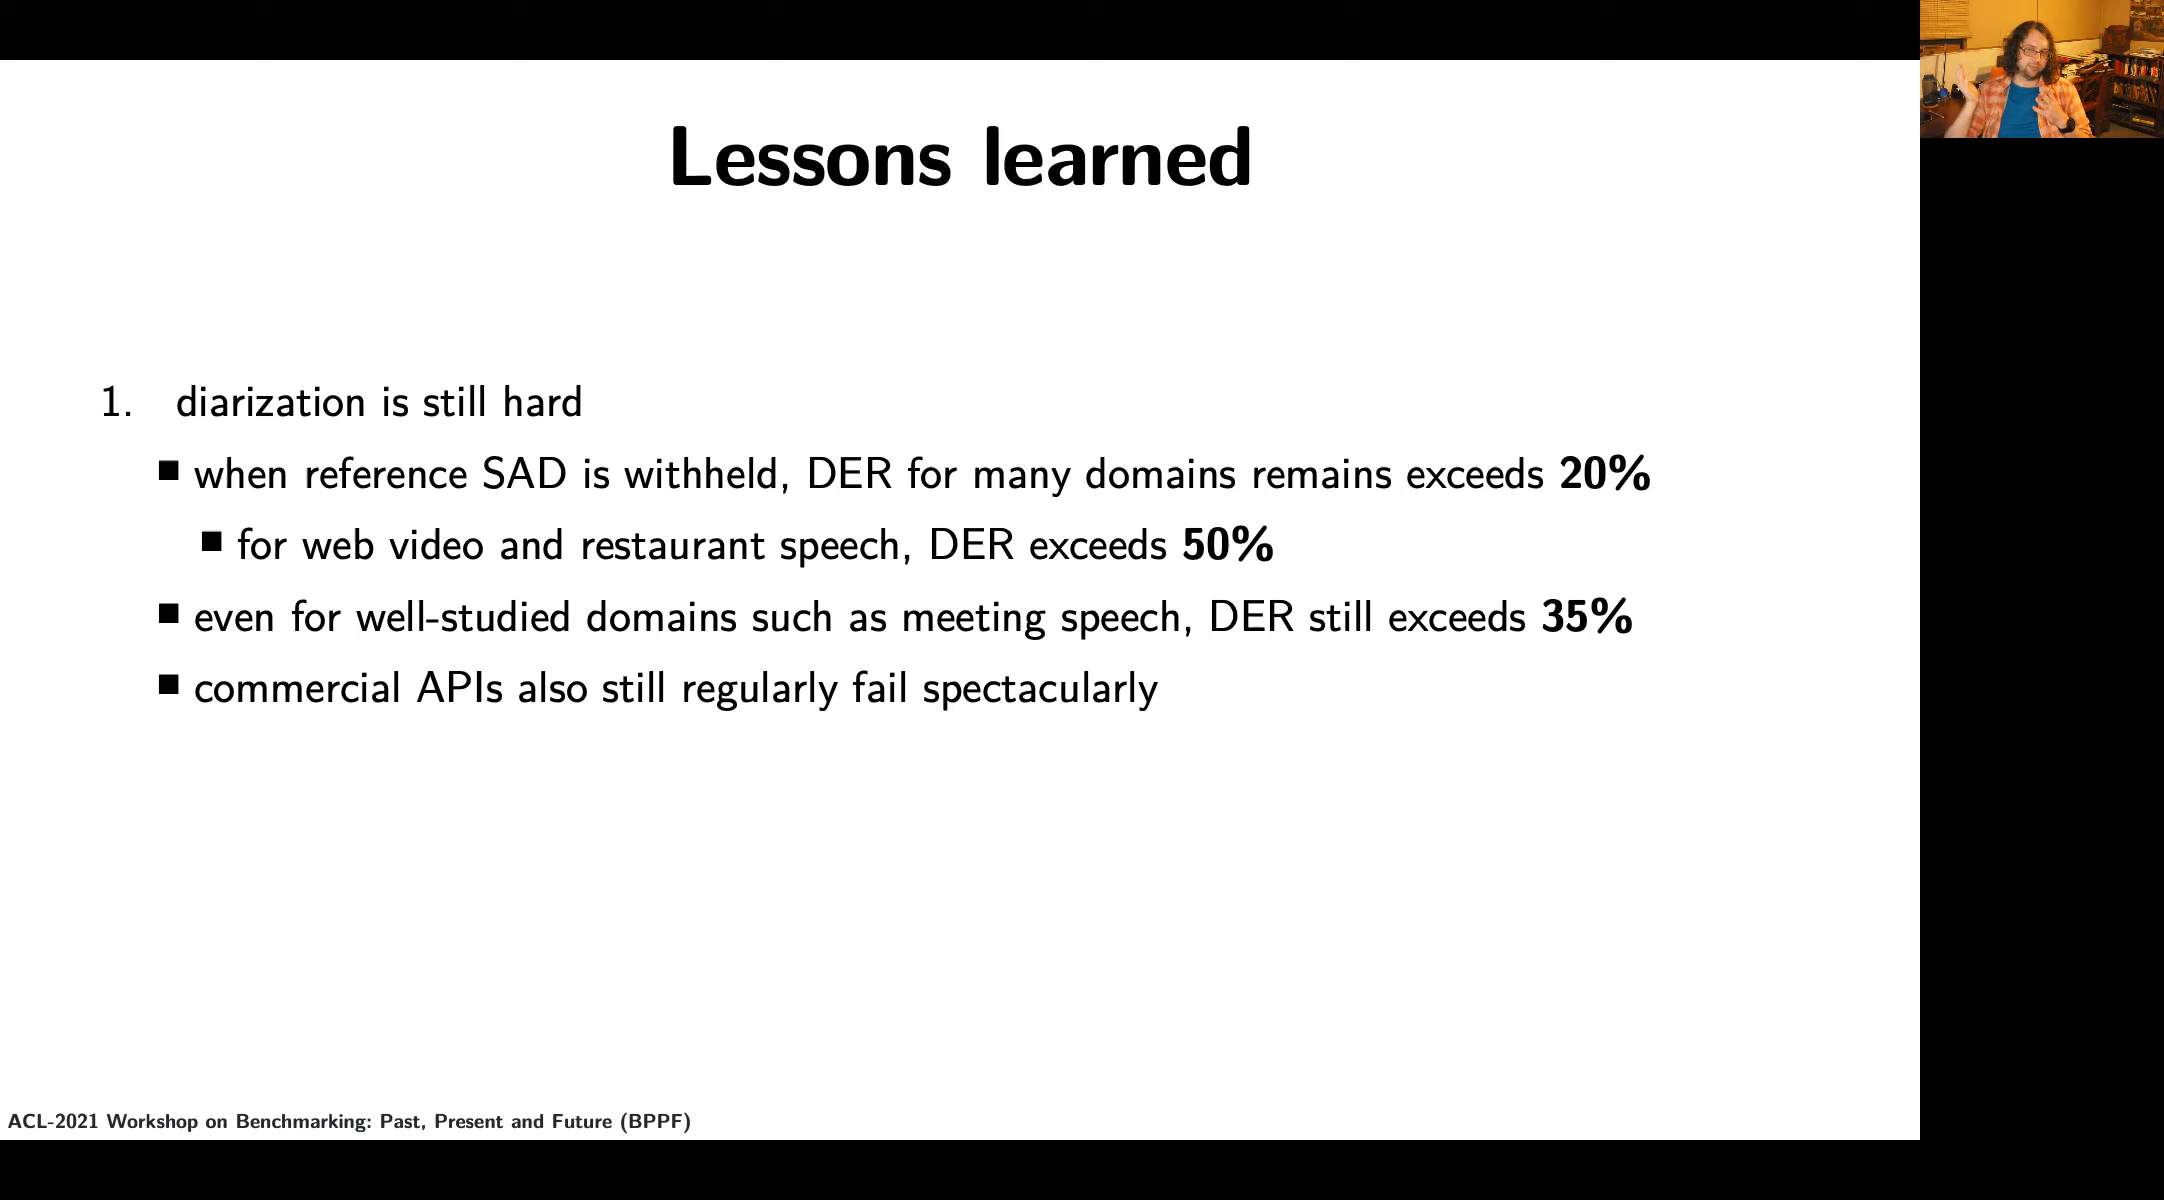 Lessons learned
1. diarization is still hard
■ when reference SAD is withheld, DER for many domains remains exceeds 20%
■ for web video and restaurant speech, DER exceeds 50%
■ even for well-studied domains such as meeting speech, DER still exceeds 35%
■ commercial APIs also still regularly fail spectacularly
ACL-2021 Workshop on Benchmarking: Past, Present and Future (BPPF)